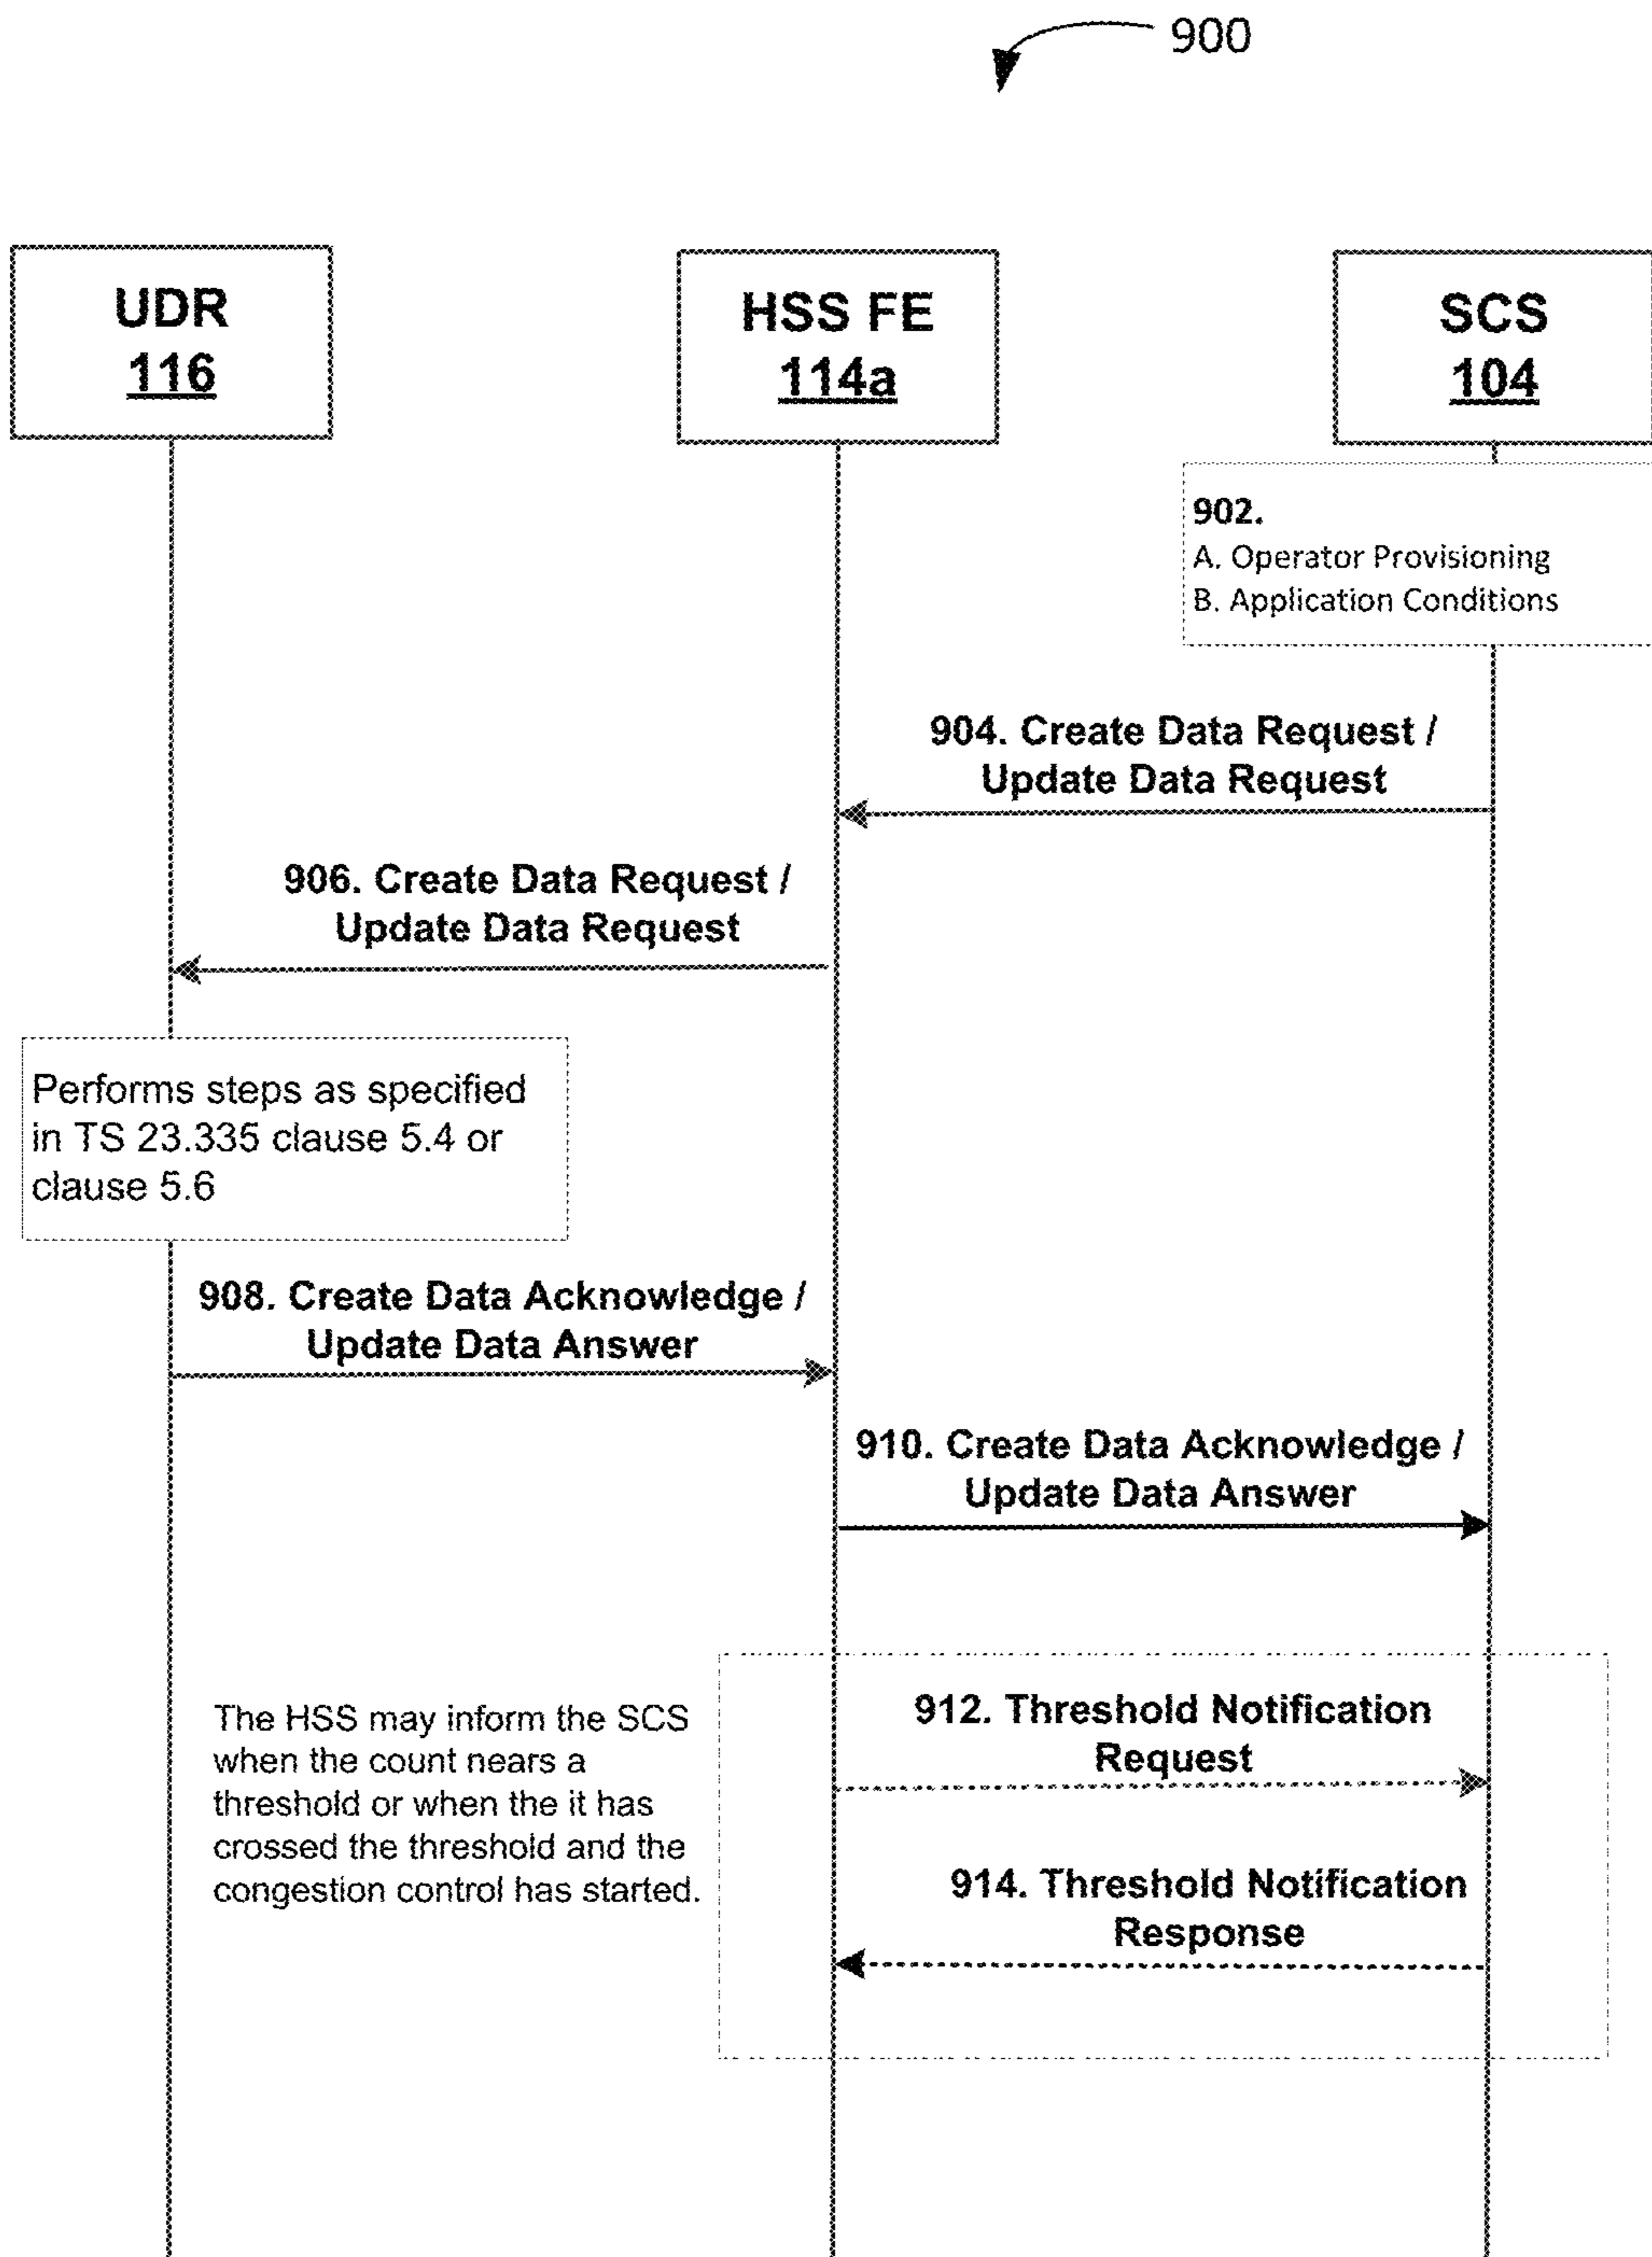 900
UDR
116
HSS FE
114a
SCS
104
902.
A. Operator Provisioning
B. Application Conditions
904. Create Data Request /
Update Data Request
906. Create Data Request /
Update Data Request
Performs steps as specified
in TS 23.335 clause 5.4 or
clause 5.6
908. Create Data Acknowledge /
Update Data Answer
910. Create Data Acknowledge /
Update Data Answer
The HSS may inform the SCS
when the count nears a
threshold or when the it has
crossed the threshold and the
congestion control has started.
912. Threshold Notification
Request
914. Threshold Notification
Response